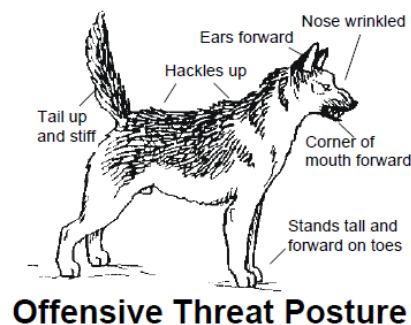 Nose wrinkled
Ears forward
Hackles up
Tail up
and stiff
Corner of
mouth forward
Stands tall and
forward on toes
Offensive Threat Posture